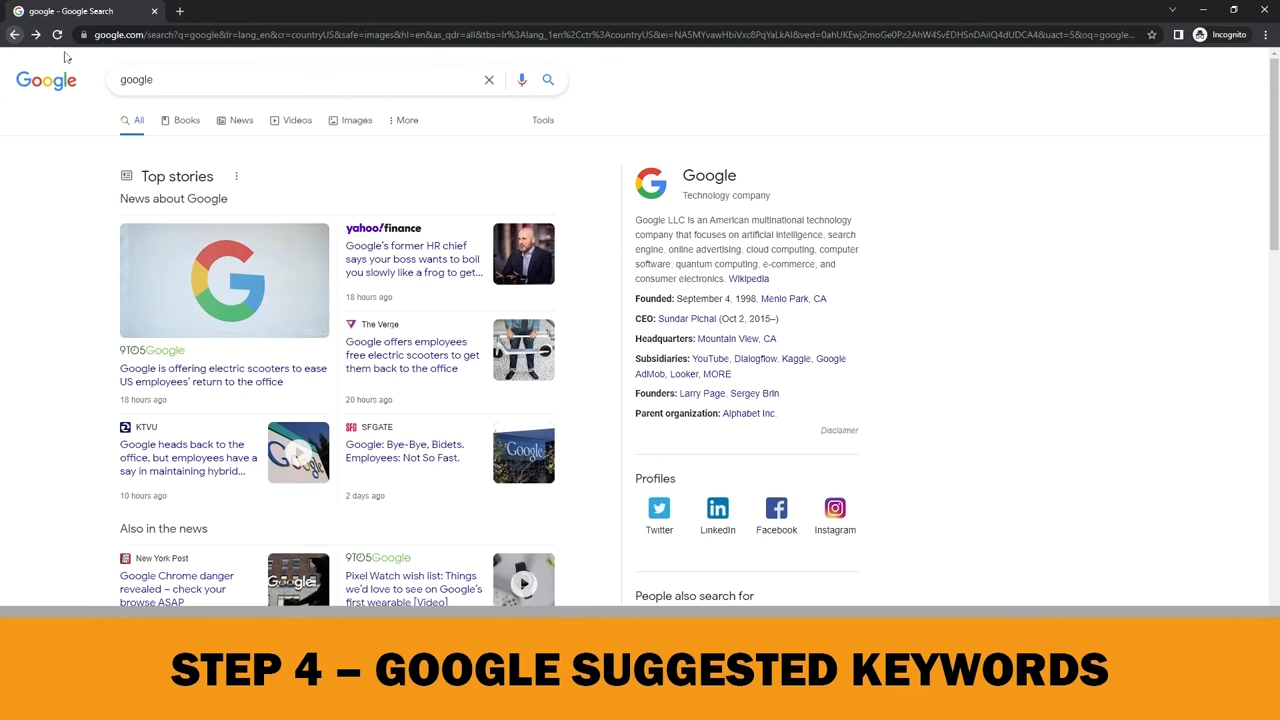 google - Google Search
google.com/search?q=google&lr=lang_en&cr=countryUS&safe=images&hl=en&as_qdr=all&tbs=lr%3Alang_1en%2Cctr%3AcountryUS&ei=NA5MYvawHbiVxc8PqYaLkAI&ved=0ahUKEwj2moGe0Pz2AhW4SvEDHSnDAiIQ4dUDCA4&uact=5&oq=google...
Incognito
Google
google
All
Books
News
Videos
Images
More
Tools
Top stories
News about Google
9TO5Google
Google is offering electric scooters to ease
US employees' return to the office
18 hours ago
yahoo!finance
Google's former HR chief
says your boss wants to boil
you slowly like a frog to get...
18 hours ago
The Verge
Google offers employees
free electric scooters to get
them back to the office
20 hours ago
KTVU
Google heads back to the
office, but employees have a
say in maintaining hybrid...
10 hours ago
SFG
SFGATE
Google: Bye-Bye, Bidets.
Employees: Not So Fast.
Google
2 days ago
Also in the news
New York Post
Google Chrome danger
revealed – check your
browse ASAP
Google
9TO5Google
Pixel Watch wish list: Things
we'd love to see on Google's
first wearable [Video]
Google
Technology company
Google LLC is an American multinational technology
company that focuses on artificial intelligence, search
engine, online advertising, cloud computing, computer
software, quantum computing, e-commerce, and
consumer electronics. Wikipedia
Founded: September 4, 1998, Menlo Park, CA
CEO: Sundar Pichai (Oct 2, 2015–)
Headquarters: Mountain View, CA
Subsidiaries: YouTube, Dialogflow, Kaggle, Google
AdMob, Looker, MORE
Founders: Larry Page, Sergey Brin
Parent organization: Alphabet Inc.
Disclaimer
Profiles
Twitter
LinkedIn
Facebook
Instagram
People also search for
STEP 4 – GOOGLE SUGGESTED KEYWORDS